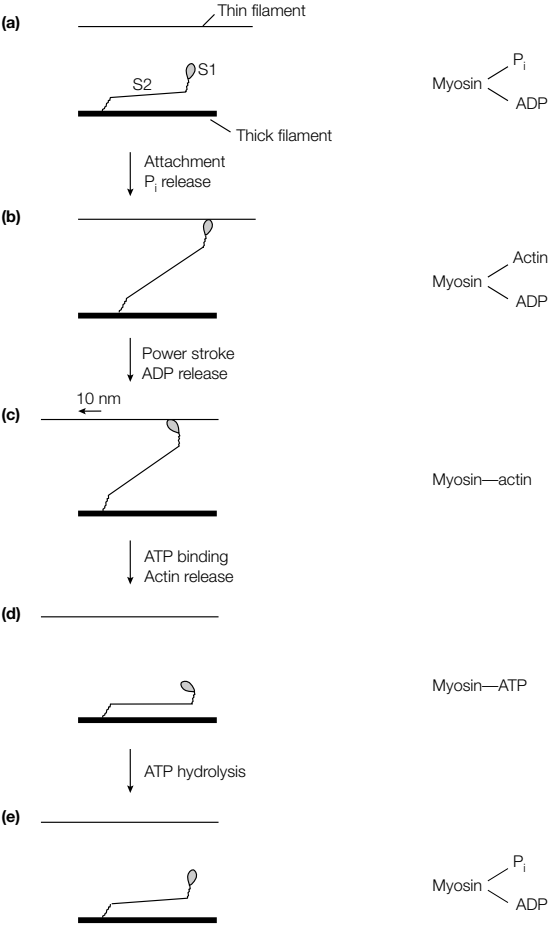 (a)
Thin filament
S1
S2
Thick filament
Myosin
Pi
ADP
Attachment
Pi release
(b)
Myosin
Actin
ADP
Power stroke
ADP release
10 nm
(c)
Myosin—actin
ATP binding
Actin release
(d)
Myosin—ATP
ATP hydrolysis
(e)
Myosin
Pi
ADP